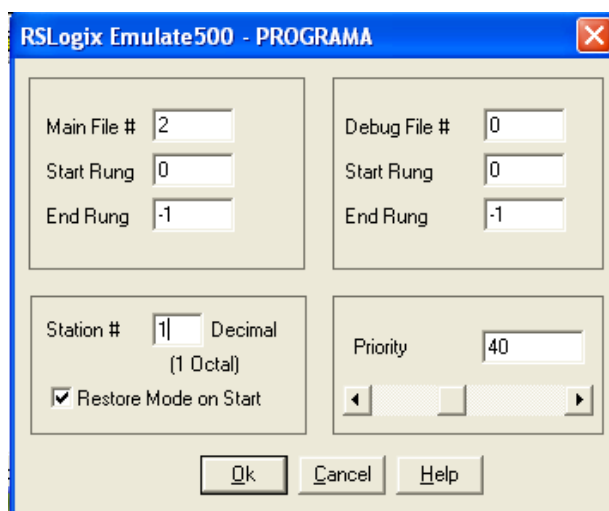 RSLogix Emulate500 - PROGRAMA
Main File # 2
Start Rung 0
End Rung -1
Debug File # 0
Start Rung 0
End Rung -1
Station # 1 Decimal
(1 Octal)
Restore Mode on Start
Priority 40
Ok Cancel Help